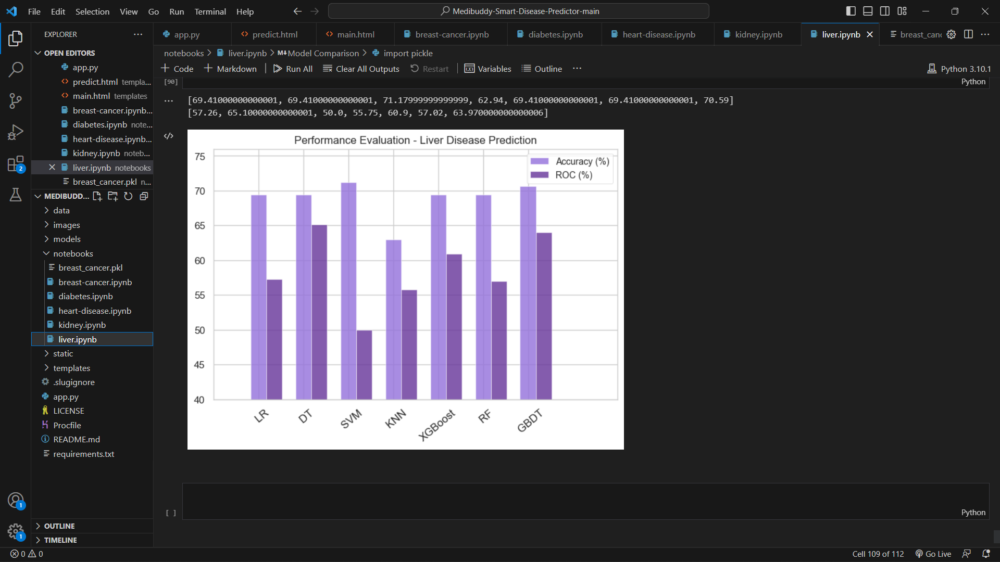 File Edit Selection View Go Run Terminal Help
Medibuddy-Smart-Disease-Predictor-main
EXPLORER
app.py
predict.html
main.html
breast-cancer.ipynb
diabetes.ipynb
heart-disease.ipynb
kidney.ipynb
liver.ipynb
breast_canc
OPEN EDITORS
app.py
predict.html templa...
main.html templates
breast-cancer.ipynb...
diabetes.ipynb note...
heart-disease.ipynb...
kidney.ipynb noteb...
liver.ipynb notebooks
breast_cancer.pkl n...
MEDIBUDD...
data
images
models
notebooks
breast_cancer.pkl
breast-cancer.ipynb
diabetes.ipynb
heart-disease.ipynb
kidney.ipynb
liver.ipynb
static
templates
.slugignore
app.py
LICENSE
Procfile
README.md
requirements.txt
OUTLINE
TIMELINE
2
1
1
notebooks > liver.ipynb > M↓Model Comparison > import pickle
+ Code + Markdown | Run All Clear All Outputs Restart | Variables Outline ...
Python 3.10.1
[90]
Python
[69.41000000000001, 69.41000000000001, 71.17999999999999, 62.94, 69.41000000000001, 69.41000000000001, 70.59]
[57.26, 65.10000000000001, 50.0, 55.75, 60.9, 57.02, 63.970000000000006]
Performance Evaluation - Liver Disease Prediction
Accuracy (%)
ROC (%)
75
70
65
60
55
50
45
40
LR
DT
SVM
KNN
XGBoost
RF
GBDT
[ ]
Python
0 0
Cell 109 of 112
Go Live